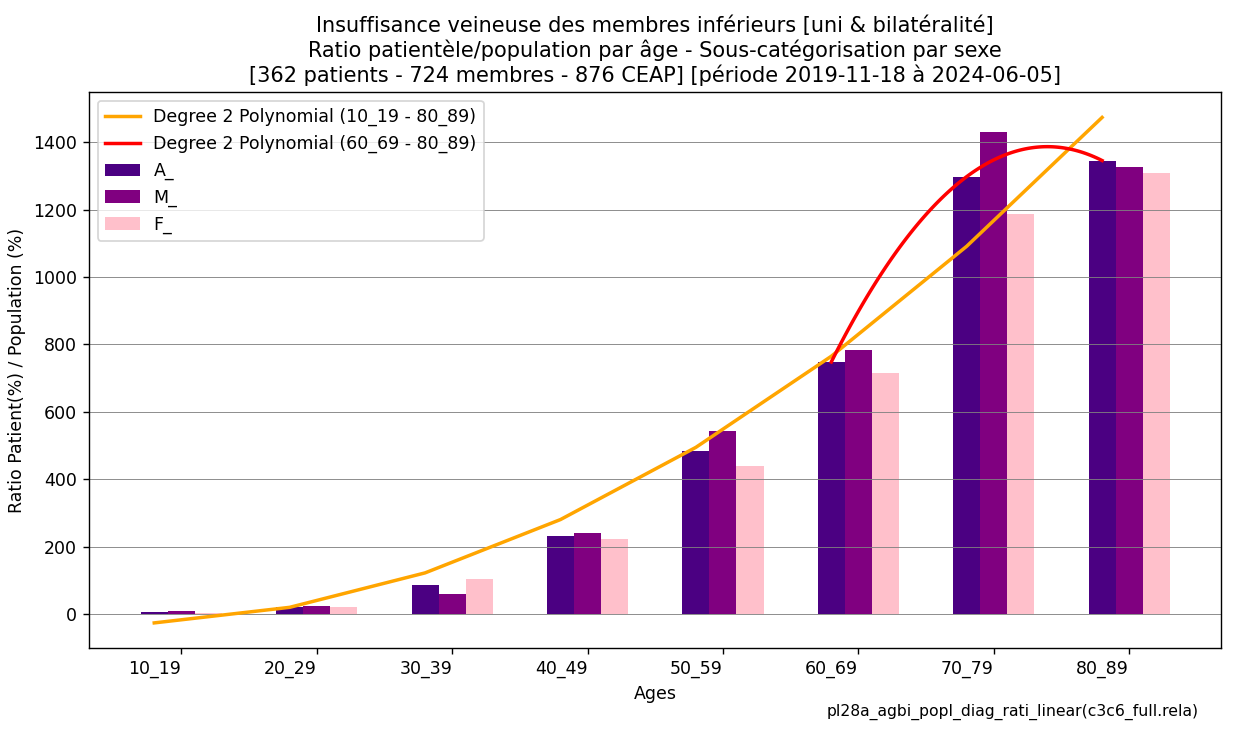 Insuffisance veineuse des membres inférieurs [uni & bilatéralité]
Ratio patientèle/population par âge - Sous-catégorisation par sexe
[362 patients - 724 membres - 876 CEAP] [période 2019-11-18 à 2024-06-05]
Degree 2 Polynomial (10_19 - 80_89)
Degree 2 Polynomial (60_69 - 80_89)
A_
M_
F_
Ratio Patient(%) / Population (%)
1400
1200
1000
800
600
400
200
0
10_19 20_29 30_39 40_49 50_59 60_69 70_79 80_89
Ages
pl28a_agbi_popl_diag_rati_linear(c3c6_full.rela)